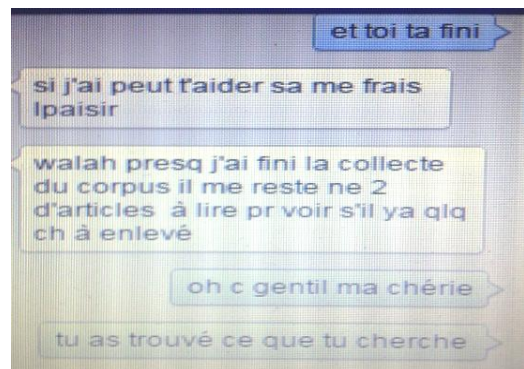 et toi ta fini
si j'ai peut t'aider sa me frais
lpaisir
walah presq j'ai fini la collecte
du corpus il me reste ne 2
d'articles à lire pr voir s'il ya qlq
ch à enlevé
oh c gentil ma chérie
tu as trouvé ce que tu cherche